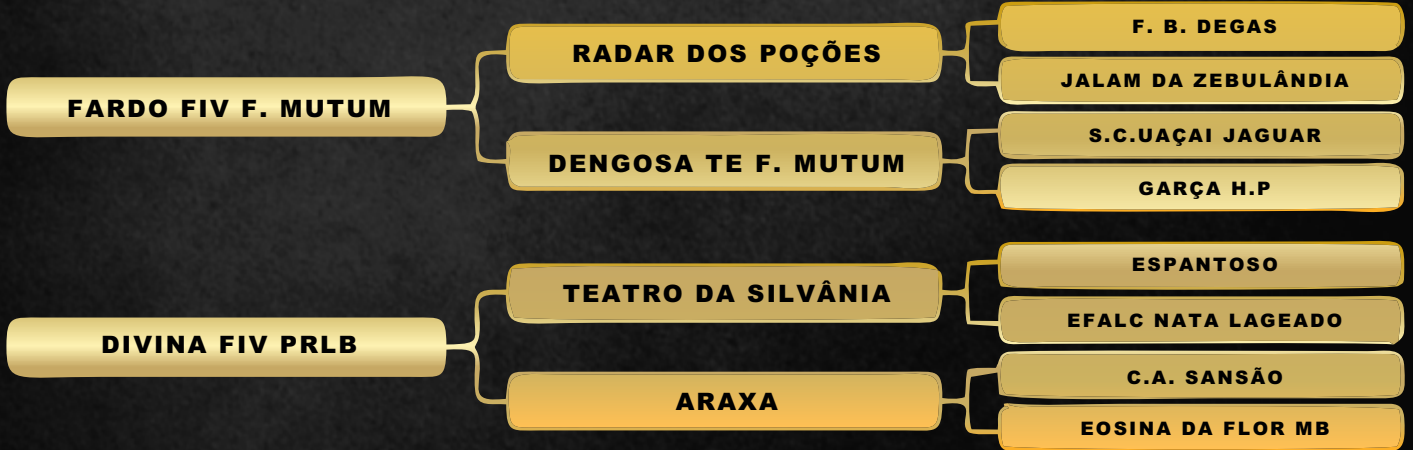 FARDO FIV F. MUTUM
RADAR DOS POÇÕES
F. B. DEGAS
JALAM DA ZEBULÂNDIA
DENGOSA TE F. MUTUM
S.C.UAÇAI JAGUAR
GARÇA H.P
DIVINA FIV PRLB
TEATRO DA SILVÂNIA
ESPANTOSO
EFALC NATA LAGEADO
ARAXA
C.A. SANSÃO
EOSINA DA FLOR MB